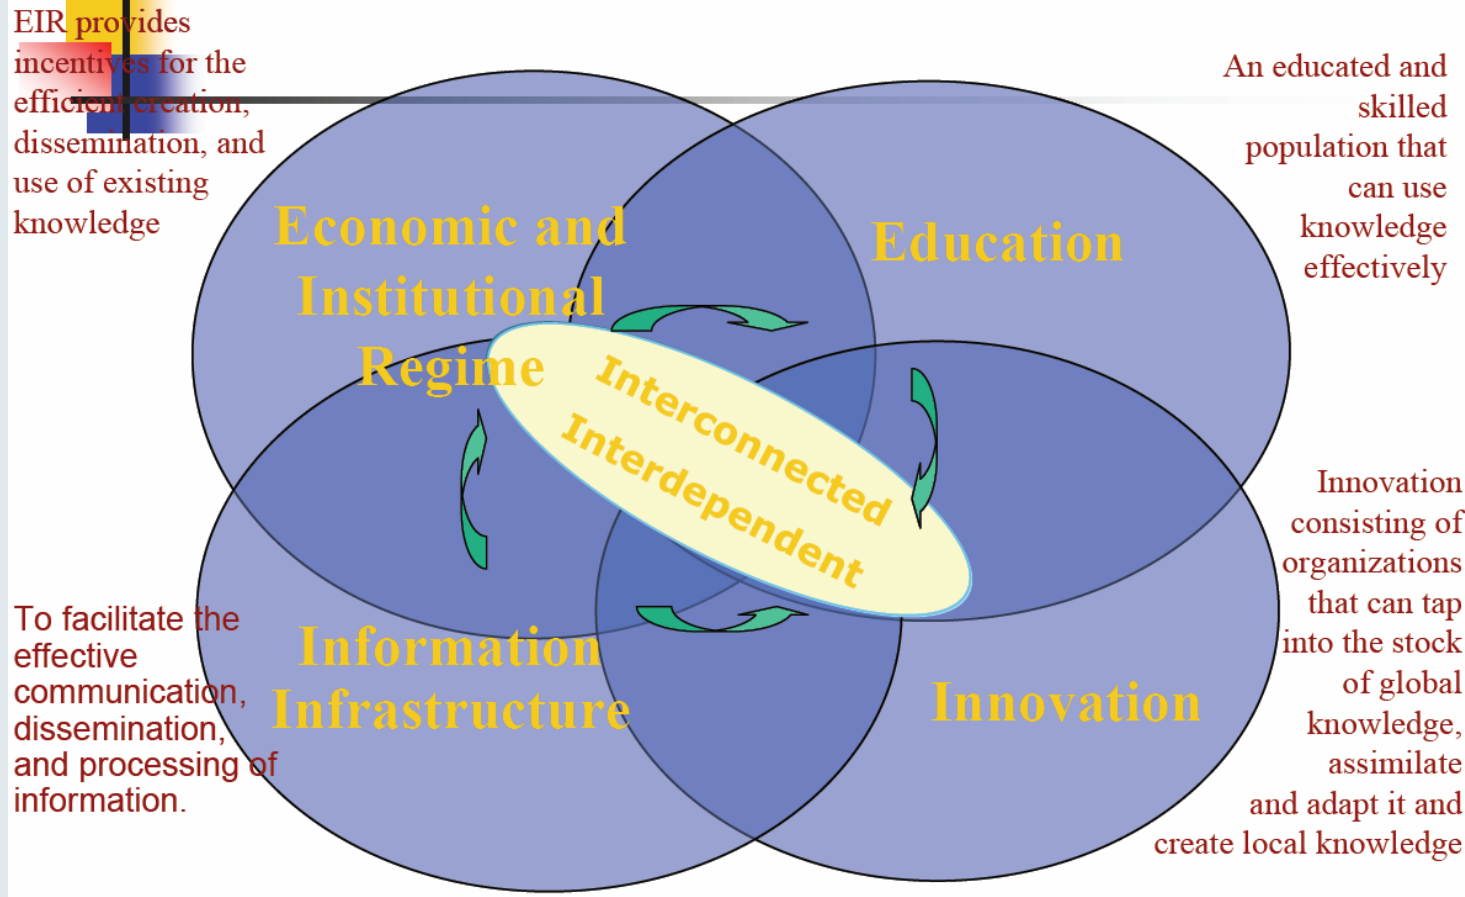 EIR provides
incentives for the
efficient creation,
dissemination, and
use of existing
knowledge
An educated and
skilled
population that
can use
knowledge
effectively
Economic and
Institutional
Regime
Education
Interconnected
Interdependent
To facilitate the
effective
communication,
dissemination,
and processing of
information.
Information
Infrastructure
Innovation
Innovation
consisting of
organizations
that can tap
into the stock
of global
knowledge,
assimilate
and adapt it and
create local knowledge